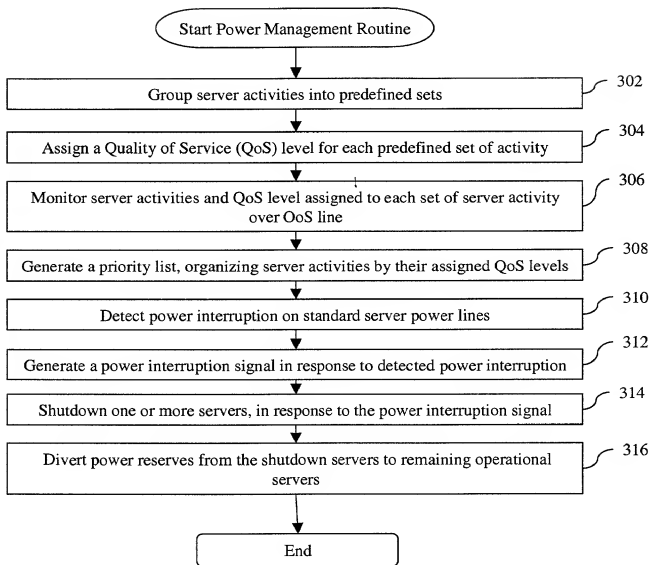 Start Power Management Routine
Group server activities into predefined sets
302
Assign a Quality of Service (QoS) level for each predefined set of activity
304
Monitor server activities and QoS level assigned to each set of server activity
over OoS line
306
Generate a priority list, organizing server activities by their assigned QoS levels
308
Detect power interruption on standard server power lines
310
Generate a power interruption signal in response to detected power interruption
312
Shutdown one or more servers, in response to the power interruption signal
314
Divert power reserves from the shutdown servers to remaining operational
servers
316
End